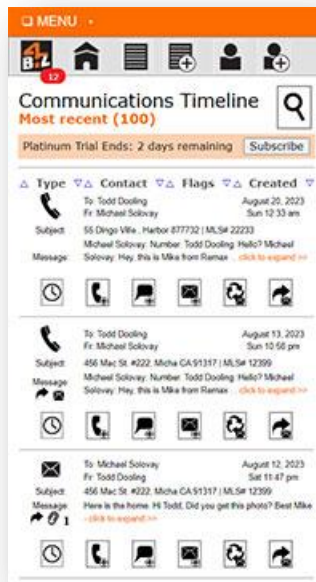 MENU
4 BIZ
12
Communications Timeline
Most recent (100)
Platinum Trial Ends: 2 days remaining Subscribe
Type Contact Flags Created
To: Todd Dooling August 20, 2023
Fr: Michael Solovay Sun 12:33 am
Subject: 55 Dingo Ville , Harbor 877732 | MLS# 22233
Michael Solovay: Number: Todd Dooling: Hello? Michael
Message: Solovay: Hey, this is Mike from Remax ...click to expand >>
To: Todd Dooling August 13, 2023
Fr: Michael Solovay Sun 10:56 pm
Subject: 456 Mac St. #222, Micha CA 91317 | MLS# 12399
Michael Solovay: Number: Todd Dooling: Hello? Michael
Message: Solovay: Hey, this is Mike from Remax ...click to expand >>
To: Michael Solovay August 12, 2023
Fr: Todd Dooling Sat 11:47 pm
Subject: 456 Mac St. #222, Micha CA 91317 | MLS# 12399
Message: Here is the home. Hi Todd, Did you get this photo? Best Mike
1 ...click to expand >>